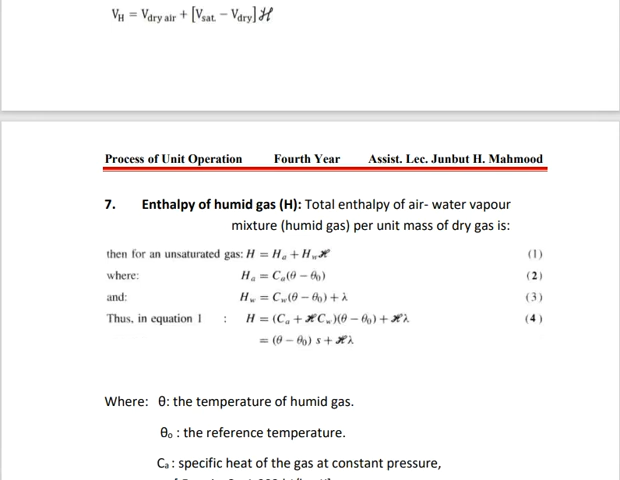 V_H = V_dry air + [V_sat. − V_dry] ℋ
Process of Unit Operation Fourth Year Assist. Lec. Junbut H. Mahmood
7. Enthalpy of humid gas (H): Total enthalpy of air- water vapour
mixture (humid gas) per unit mass of dry gas is:
then for an unsaturated gas: H = H_a + H_wℋ (1)
where: H_a = C_a(θ − θ_0) (2)
and: H_w = C_w(θ − θ_0) + λ (3)
Thus, in equation 1 : H = (C_a + ℋC_w)(θ − θ_0) + ℋλ (4)
= (θ − θ_0) s + ℋλ
Where: θ: the temperature of humid gas.
θ_o : the reference temperature.
C_a : specific heat of the gas at constant pressure,